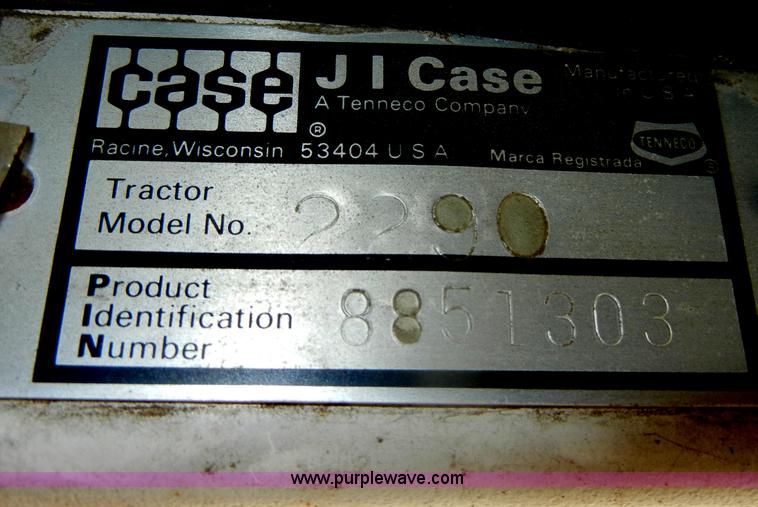 case J I Case Manufactured
in U S A
A Tenneco Company
®
Racine, Wisconsin 53404 U S A Marca Registrada TENNECO ®
Tractor
Model No. 2290
Product
Identification
Number 8851303
www.purplewave.com